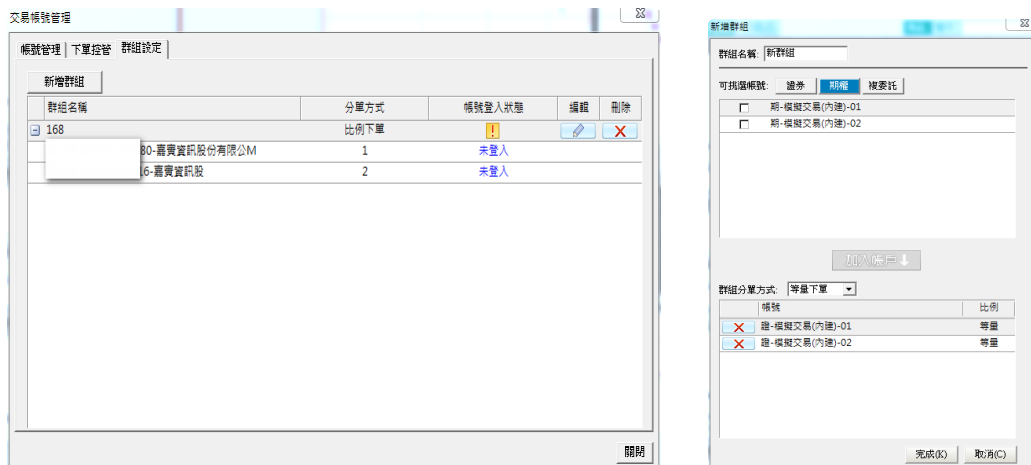 交易帳號管理
帳號管理 下單控管 群組設定
新增群組
群組名稱 分單方式 帳號登入狀態 編輯 刪除
168 比例下單
80-嘉實資訊股份有限公M 1 未登入
16-嘉實資訊股 2 未登入
關閉
新增群組
群組名稱: 新群組
可挑選帳號: 證券 期權 複委託
期-模擬交易(內建)-01
期-模擬交易(內建)-02
加入帳戶↓
群組分單方式: 等量下單
帳號 比例
證-模擬交易(內建)-01 等量
證-模擬交易(內建)-02 等量
完成(K) 取消(C)